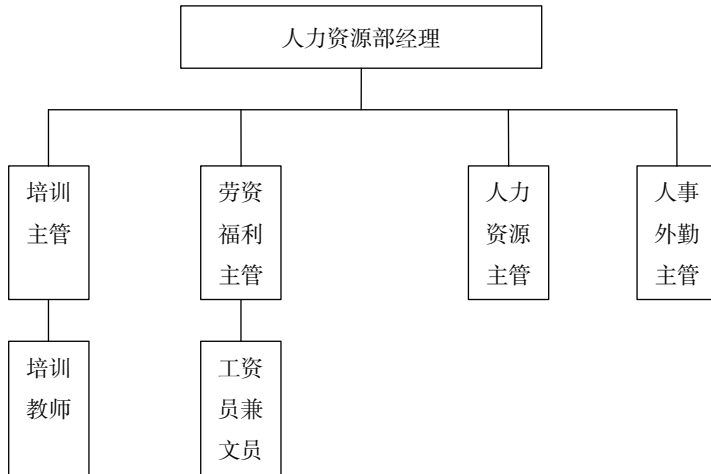 人力资源部经理
培训
主管
劳资
福利
主管
人力
资源
主管
人事
外勤
主管
培训
教师
工资
员兼
文员